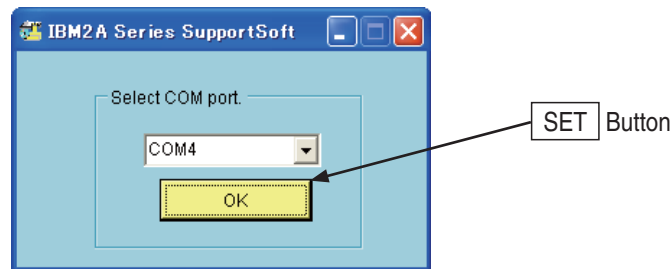 IBM2A Series SupportSoft
Select COM port.
COM4
OK
SET Button